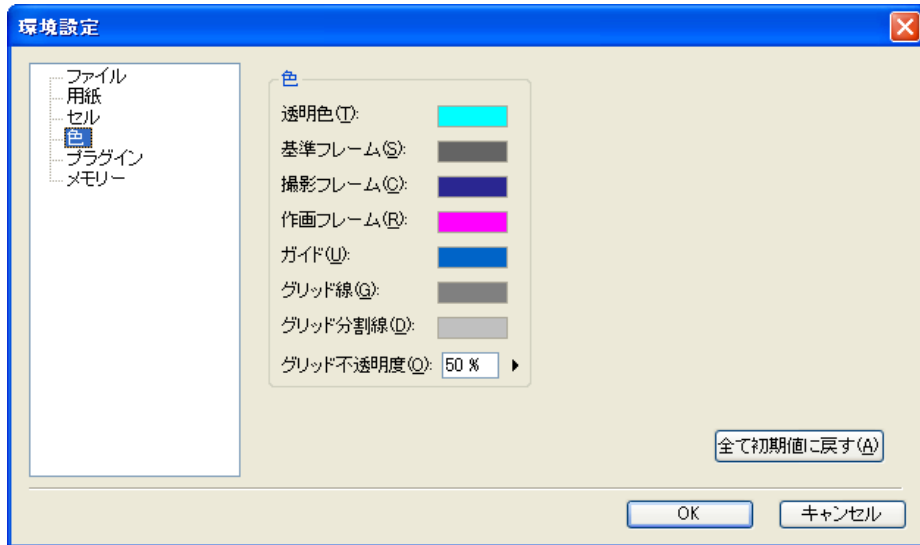 環境設定
ファイル
用紙
セル
色
プラグイン
メモリー
色
透明色(T):
基準フレーム(S):
撮影フレーム(C):
作画フレーム(R):
ガイド(U):
グリッド線(G):
グリッド分割線(D):
グリッド不透明度(O): 50 %
全て初期値に戻す(A)
OK キャンセル